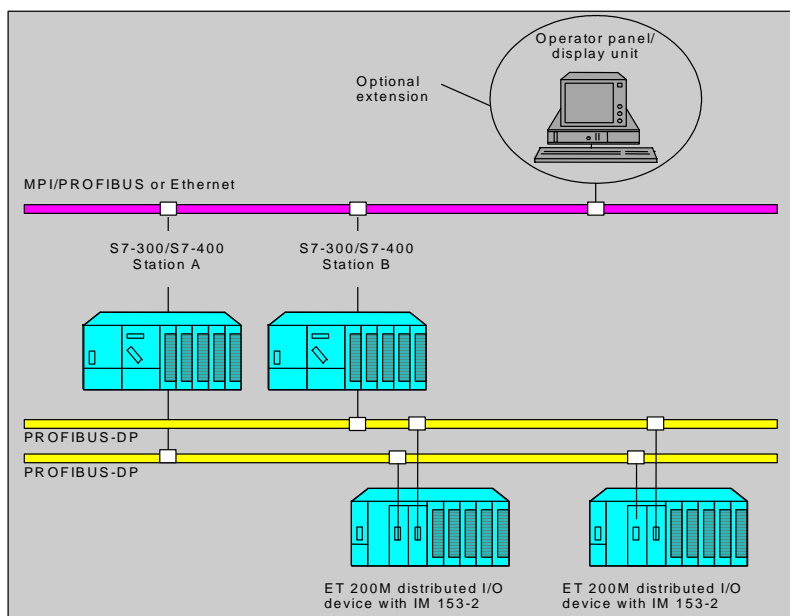 Operator panel/
display unit
Optional
extension
MPI/PROFIBUS or Ethernet
S7-300/S7-400
Station A
S7-300/S7-400
Station B
PROFIBUS-DP
PROFIBUS-DP
ET 200M distributed I/O
device with IM 153-2
ET 200M distributed I/O
device with IM 153-2